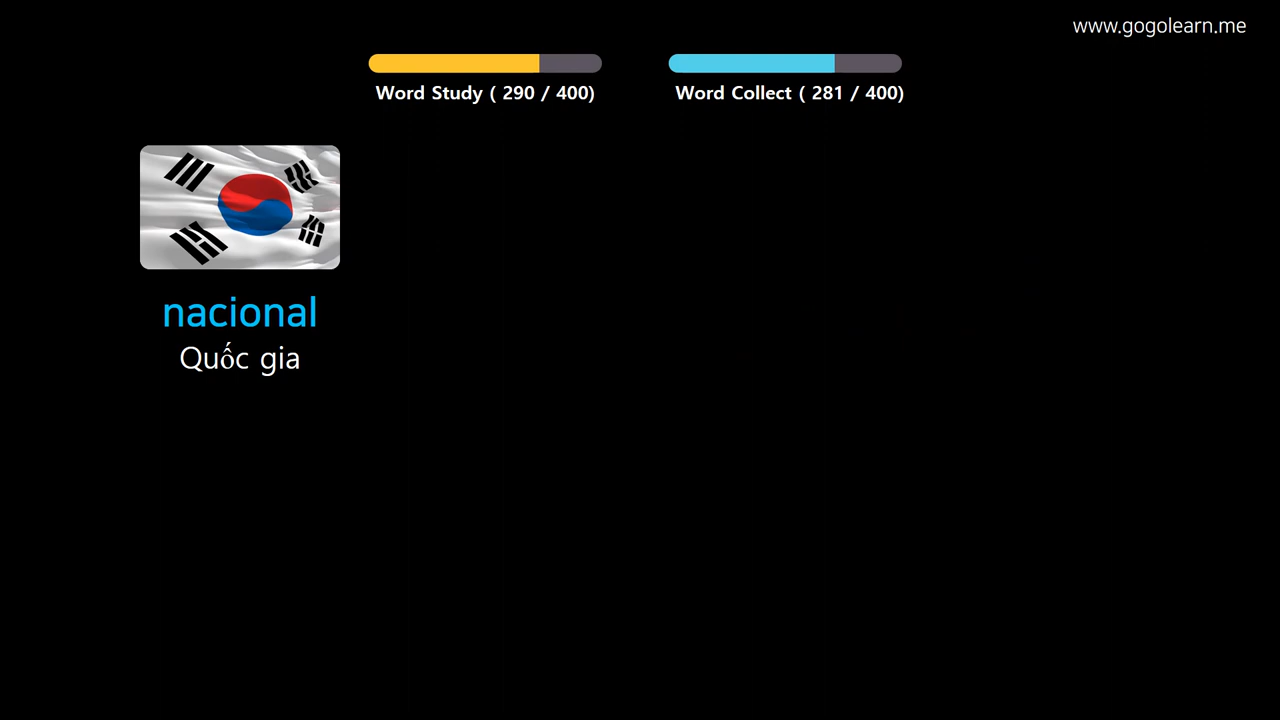 www.gogolearn.me
Word Study ( 290 / 400)
Word Collect ( 281 / 400)
nacional
Quốc gia